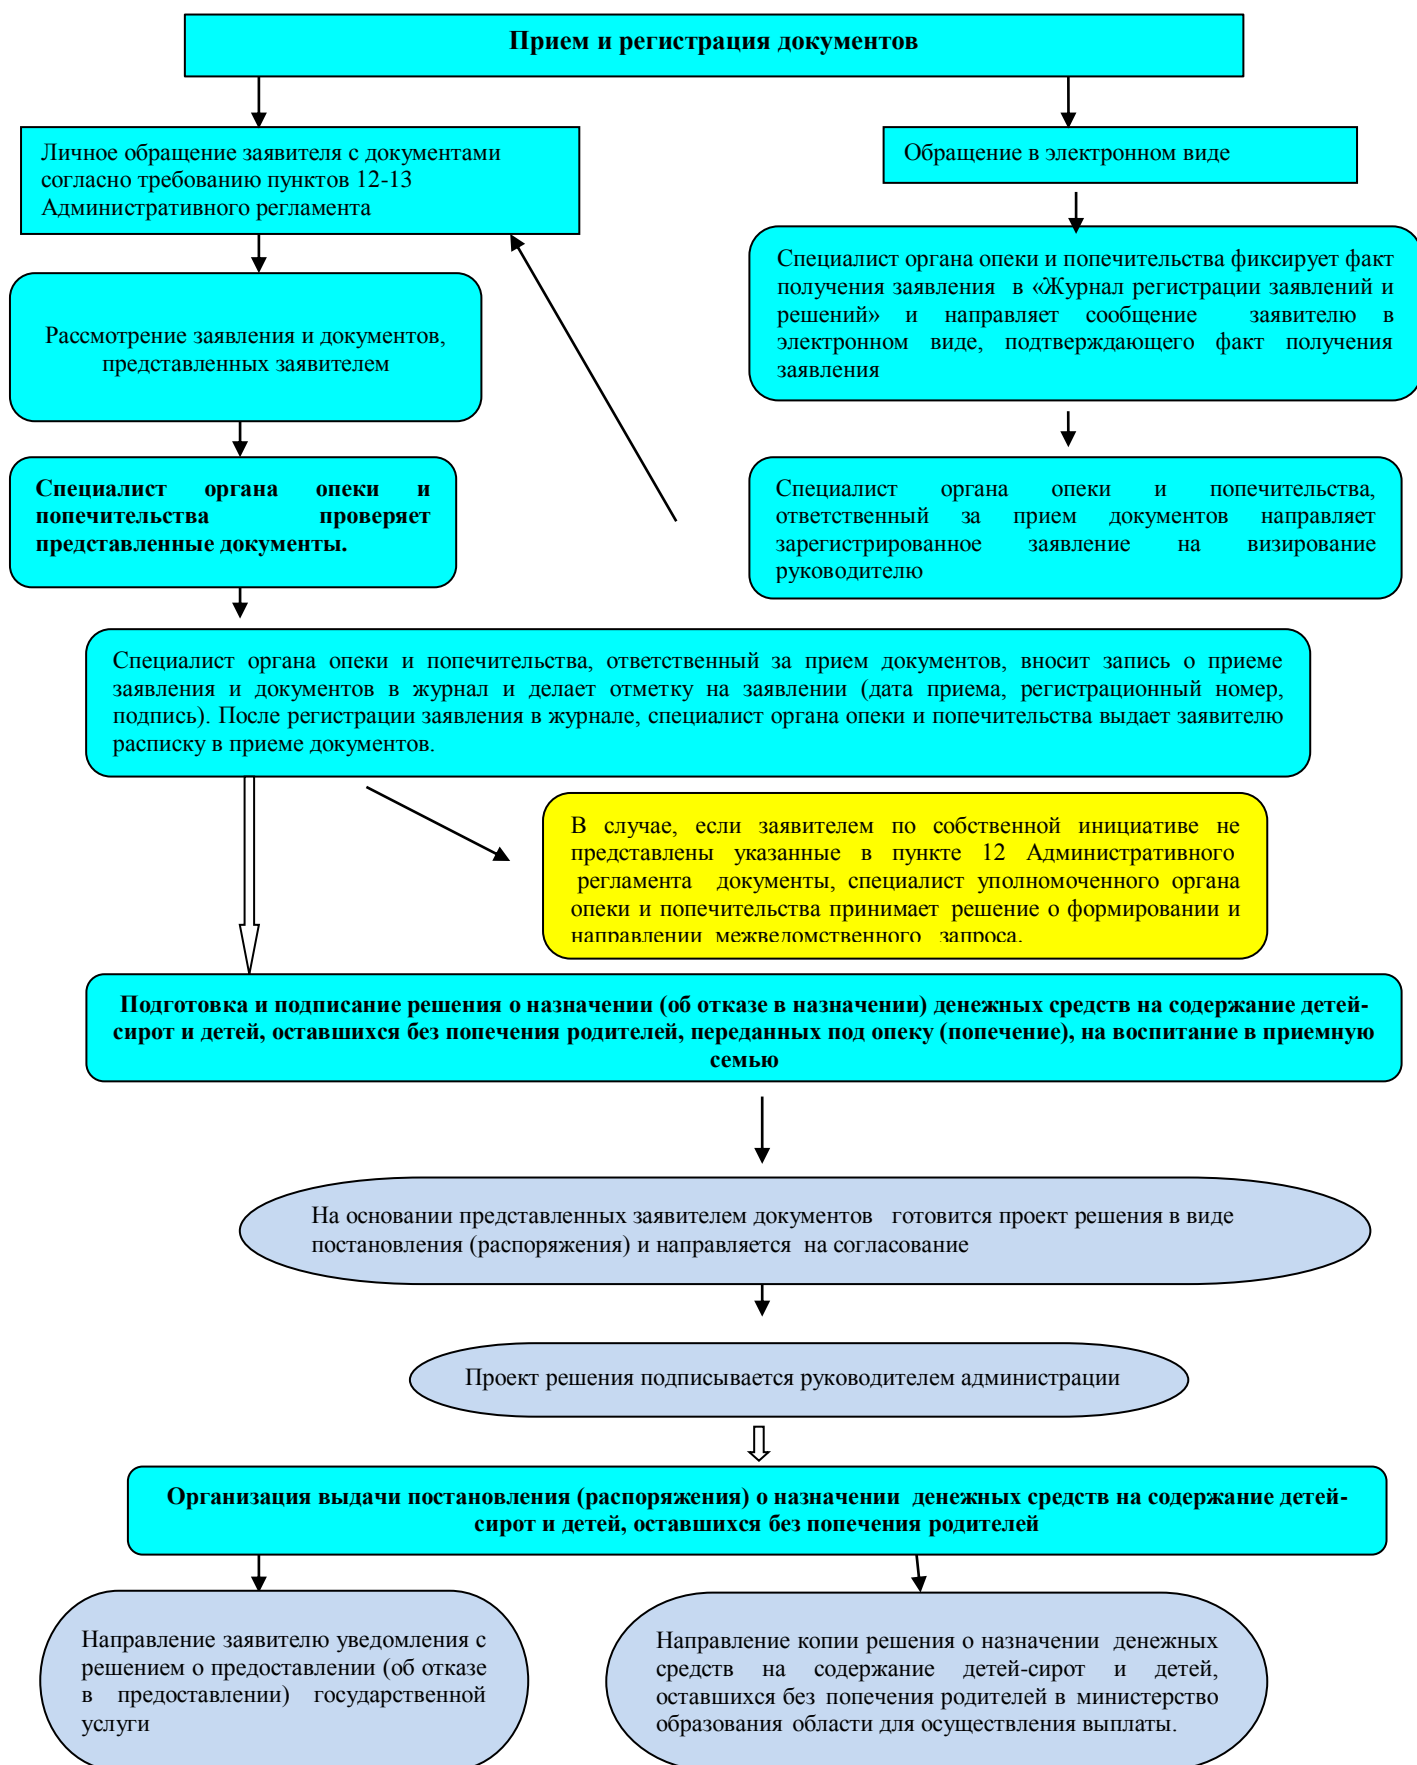 Прием и регистрация документов
Личное обращение заявителя с документами
согласно требованию пунктов 12-13
Административного регламента
Обращение в электронном виде
Специалист органа опеки и попечительства фиксирует факт
получения заявления в «Журнал регистрации заявлений и
решений» и направляет сообщение заявителю в
электронном виде, подтверждающего факт получения
заявления
Рассмотрение заявления и документов,
представленных заявителем
Специалист органа опеки и
попечительства проверяет
представленные документы.
Специалист органа опеки и попечительства,
ответственный за прием документов направляет
зарегистрированное заявление на визирование
руководителю
Специалист органа опеки и попечительства, ответственный за прием документов, вносит запись о приеме
заявления и документов в журнал и делает отметку на заявлении (дата приема, регистрационный номер,
подпись). После регистрации заявления в журнале, специалист органа опеки и попечительства выдает заявителю
расписку в приеме документов.
В случае, если заявителем по собственной инициативе не
представлены указанные в пункте 12 Административного
регламента документы, специалист уполномоченного органа
опеки и попечительства принимает решение о формировании и
направлении межведомственного запроса.
Подготовка и подписание решения о назначении (об отказе в назначении) денежных средств на содержание детей-
сирот и детей, оставшихся без попечения родителей, переданных под опеку (попечение), на воспитание в приемную
семью
На основании представленных заявителем документов готовится проект решения в виде
постановления (распоряжения) и направляется на согласование
Проект решения подписывается руководителем администрации
Организация выдачи постановления (распоряжения) о назначении денежных средств на содержание детей-
сирот и детей, оставшихся без попечения родителей
Направление заявителю уведомления с
решением о предоставлении (об отказе
в предоставлении) государственной
услуги
Направление копии решения о назначении денежных
средств на содержание детей-сирот и детей,
оставшихся без попечения родителей в министерство
образования области для осуществления выплаты.